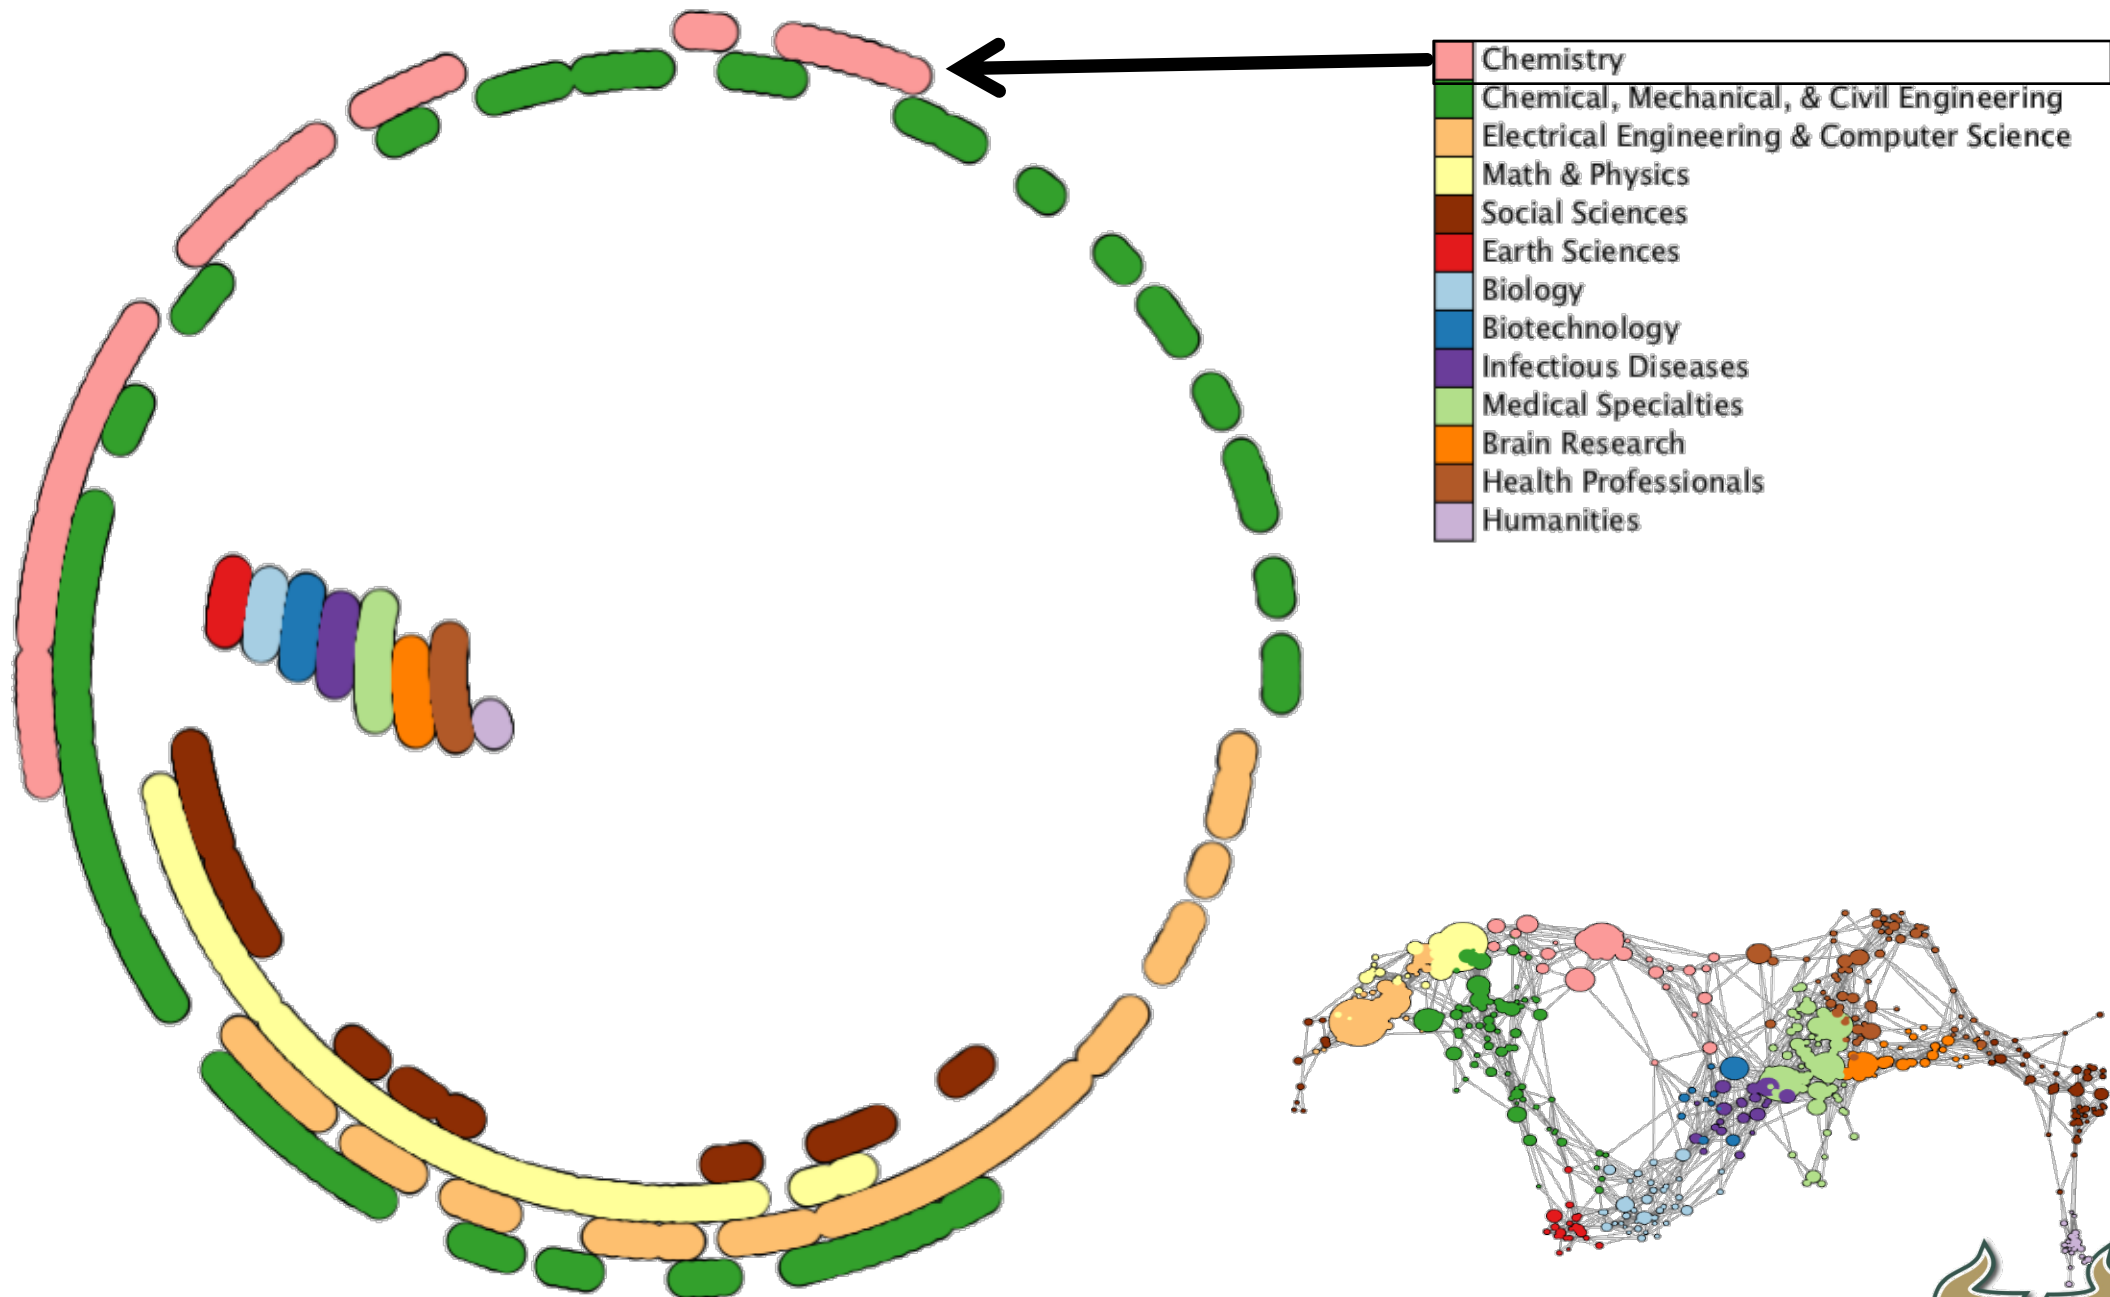 Chemistry
Chemical, Mechanical, & Civil Engineering
Electrical Engineering & Computer Science
Math & Physics
Social Sciences
Earth Sciences
Biology
Biotechnology
Infectious Diseases
Medical Specialties
Brain Research
Health Professionals
Humanities